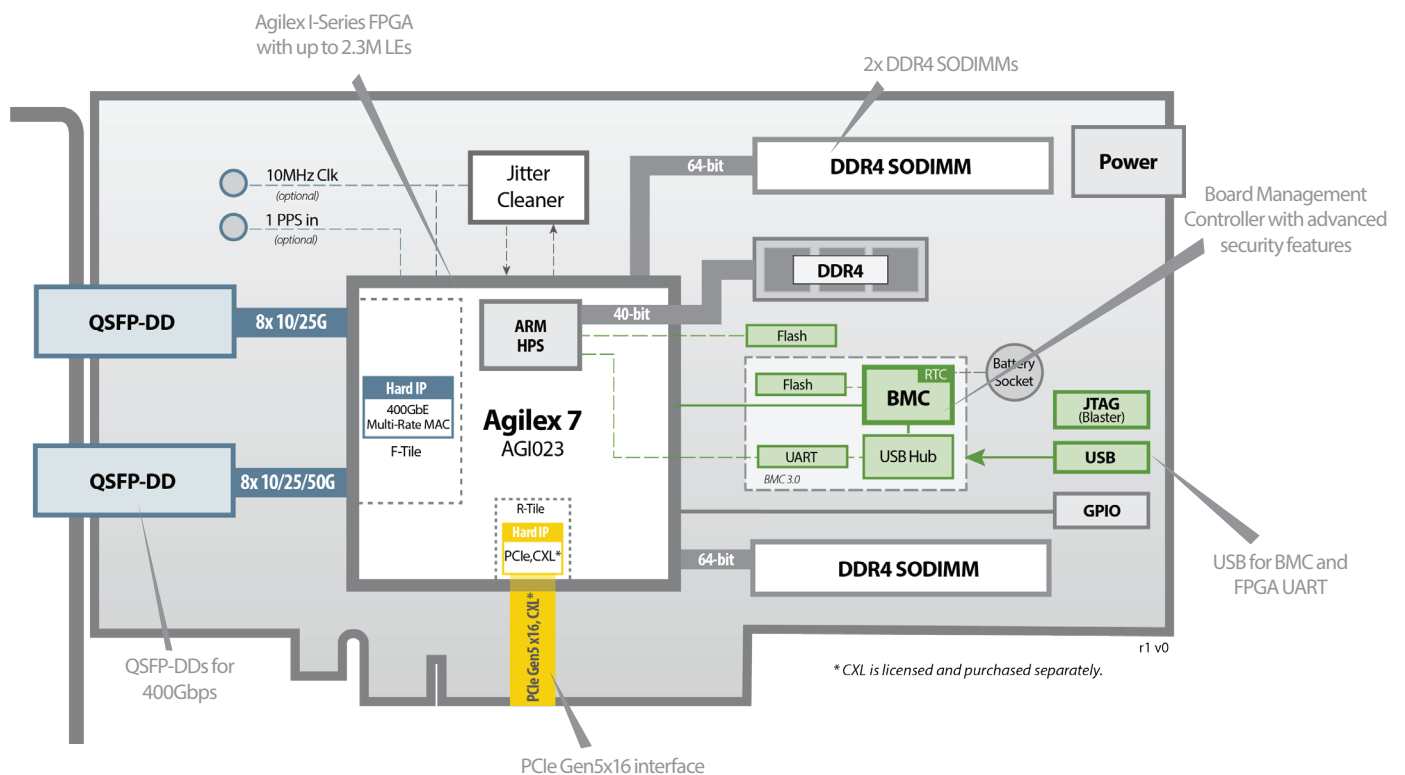 Agilex I-Series FPGA
with up to 2.3M LEs
2x DDR4 SODIMMs
10MHz Clk
(optional)
1 PPS in
(optional)
Jitter
Cleaner
64-bit
DDR4 SODIMM
Power
Board Management
Controller with advanced
security features
DDR4
QSFP-DD
8x 10/25G
ARM
HPS
40-bit
Flash
Flash
RTC
BMC
Battery
Socket
Hard IP
400GbE
Multi-Rate MAC
F-Tile
Agilex 7
AGI023
JTAG
(Blaster)
QSFP-DD
8x 10/25/50G
UART
USB Hub
BMC 3.0
USB
R-Tile
Hard IP
PCIe,CXL*
GPIO
64-bit
DDR4 SODIMM
USB for BMC and
FPGA UART
PCIe Gen5 x16, CXL*
r1 v0
* CXL is licensed and purchased separately.
QSFP-DDs for
400Gbps
PCIe Gen5x16 interface